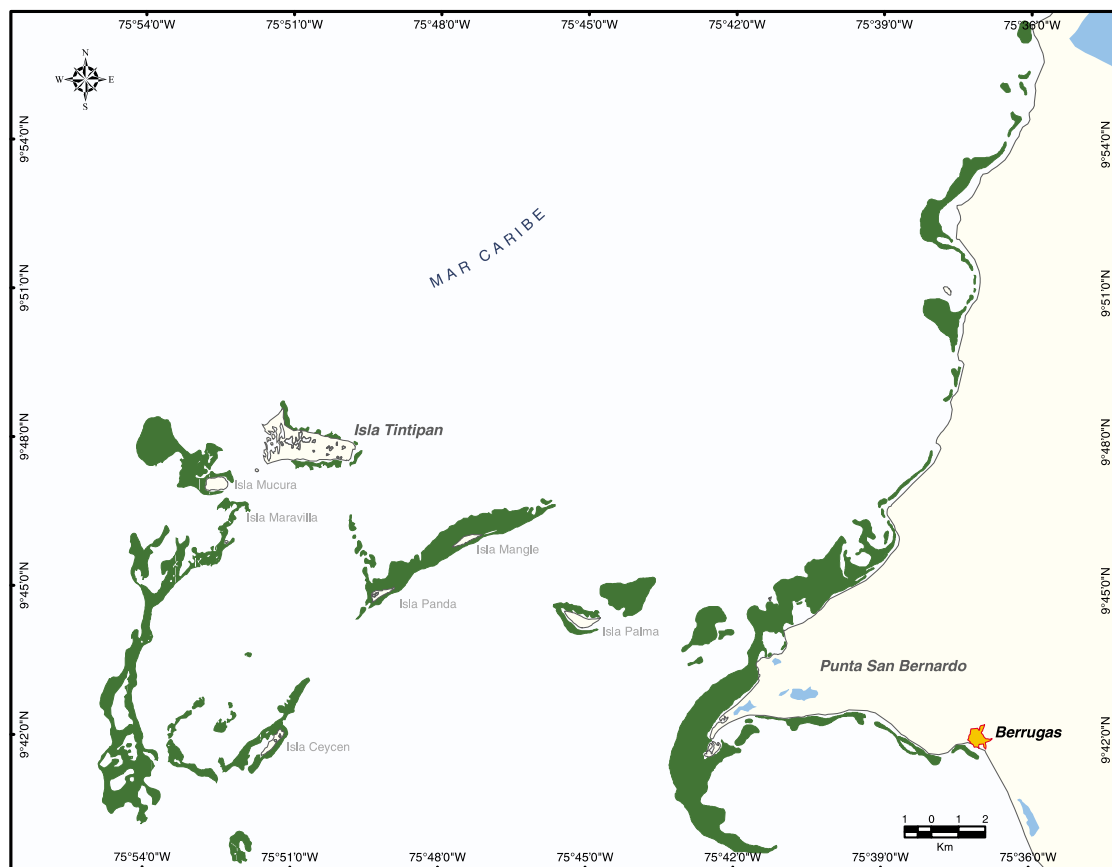 75°54'0"W 75°51'0"W 75°48'0"W 75°45'0"W 75°42'0"W 75°39'0"W 75°36'0"W
N
W E
S
9°54'0"N 9°54'0"N
MAR CARIBE
9°51'0"N 9°51'0"N
Isla Tintipan
9°48'0"N 9°48'0"N
Isla Mucura
Isla Maravilla
Isla Mangle
9°45'0"N 9°45'0"N
Isla Panda
Isla Palma
Punta San Bernardo
9°42'0"N 9°42'0"N
Berrugas
Isla Ceycen
1 0 1 2
Km
75°54'0"W 75°51'0"W 75°48'0"W 75°45'0"W 75°42'0"W 75°39'0"W 75°36'0"W